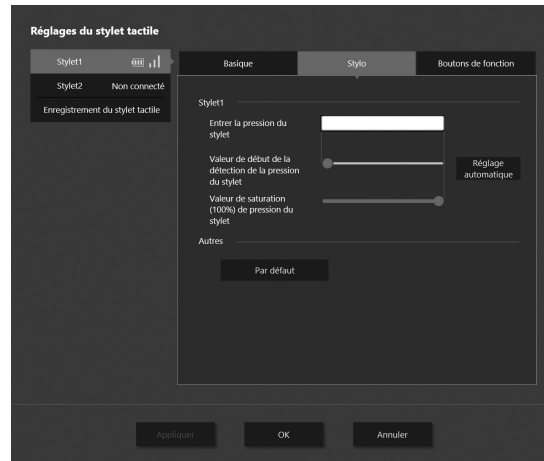 Réglages du stylet tactile
Stylet1
Stylet2 Non connecté
Enregistrement du stylet tactile
Basique Stylo Boutons de fonction
Stylet1
Entrer la pression du
stylet
Valeur de début de la
détection de la pression
du stylet
Réglage
automatique
Valeur de saturation
(100%) de pression du
stylet
Autres
Par défaut
Appliquer OK Annuler